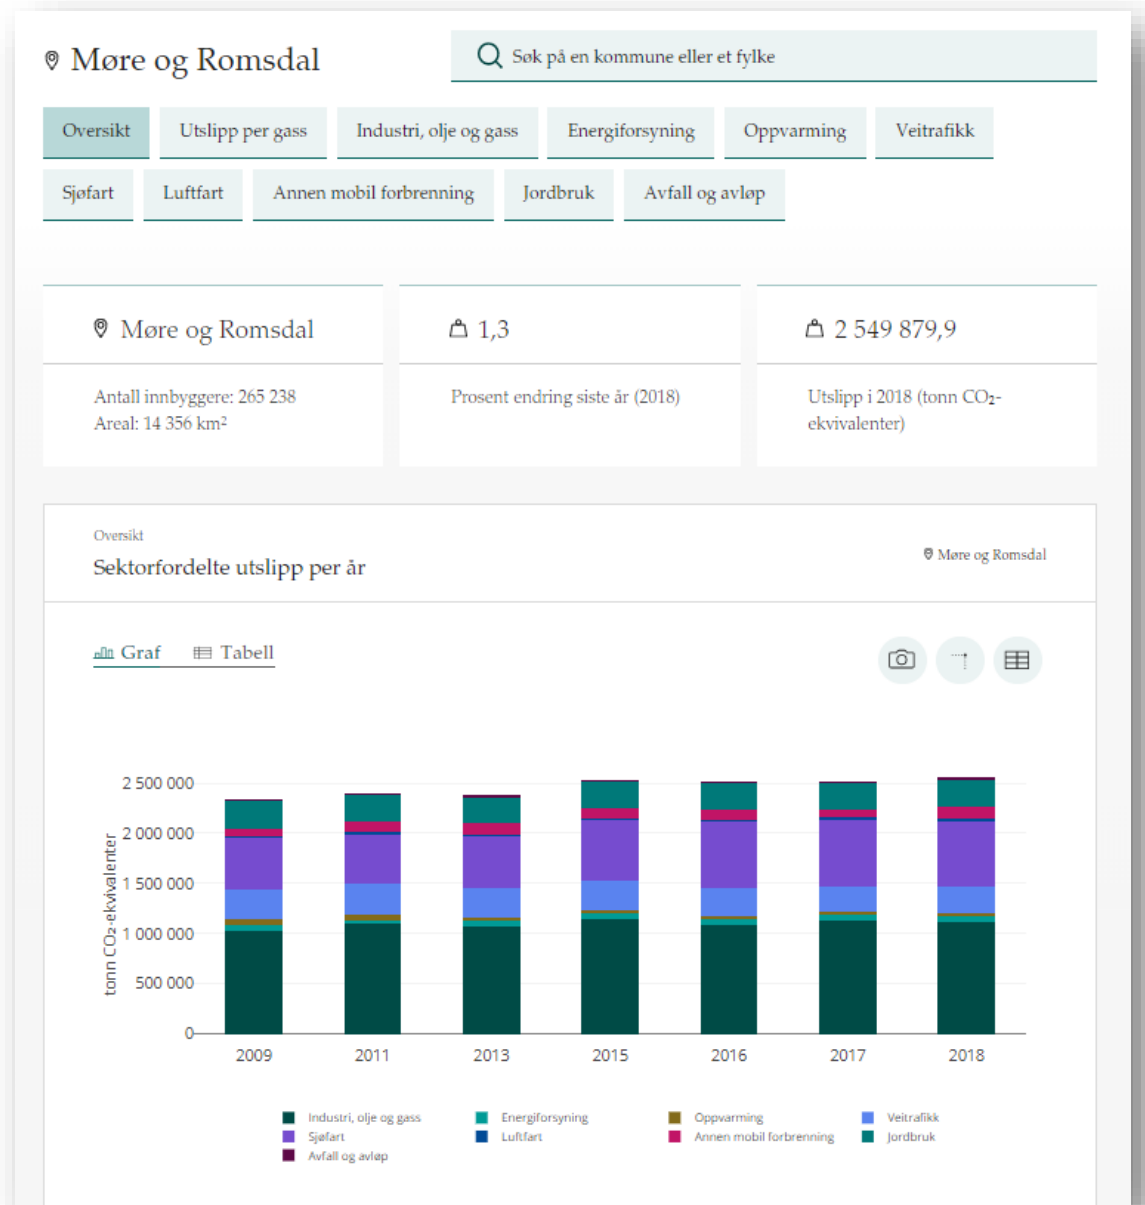 Møre og Romsdal
Søk på en kommune eller et fylke
Oversikt
Utslipp per gass
Industri, olje og gass
Energiforsyning
Oppvarming
Veitrafikk
Sjøfart
Luftfart
Annen mobil forbrenning
Jordbruk
Avfall og avløp
Møre og Romsdal
Antall innbyggere: 265 238
Areal: 14 356 km²
1,3
Prosent endring siste år (2018)
2 549 879,9
Utslipp i 2018 (tonn CO₂-
ekvivalenter)
Oversikt
Sektorfordelte utslipp per år
Møre og Romsdal
Graf
Tabell
tonn CO₂-ekvivalenter
2 500 000
2 000 000
1 500 000
1 000 000
500 000
0
2009
2011
2013
2015
2016
2017
2018
Industri, olje og gass
Energiforsyning
Oppvarming
Veitrafikk
Sjøfart
Luftfart
Annen mobil forbrenning
Jordbruk
Avfall og avløp